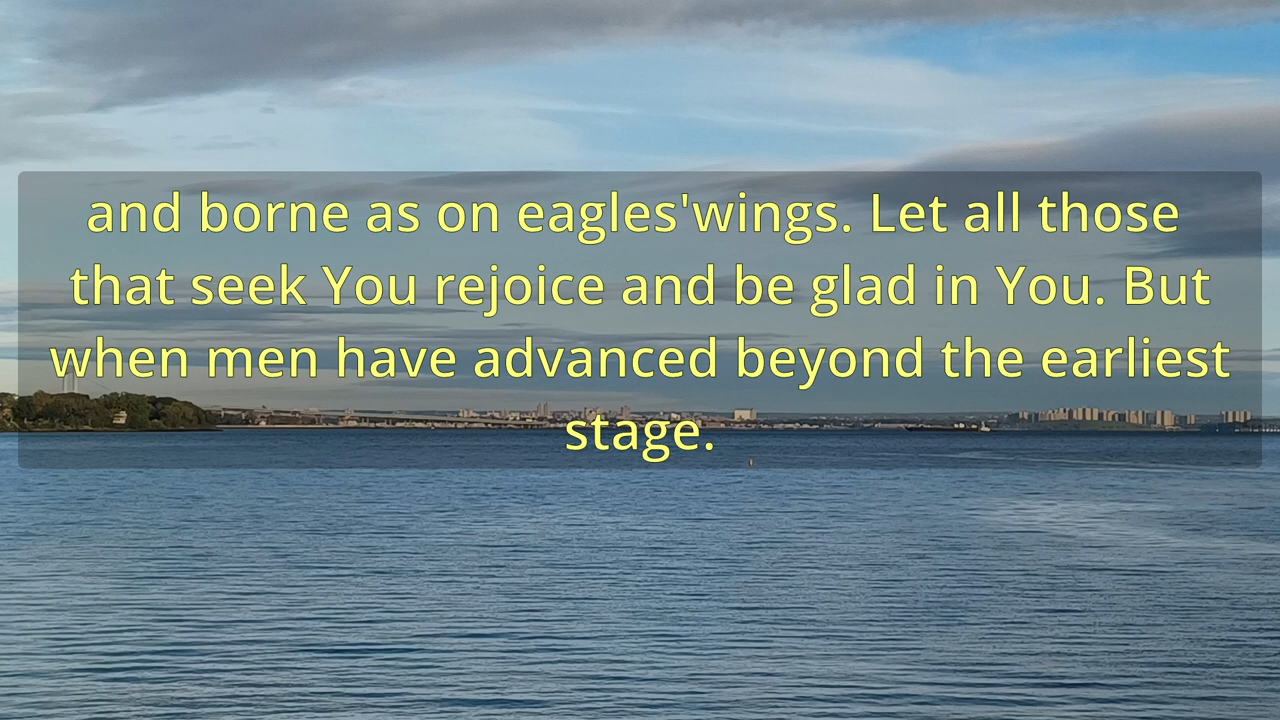 and borne as on eagles'wings. Let all those
that seek You rejoice and be glad in You. But
when men have advanced beyond the earliest
stage.